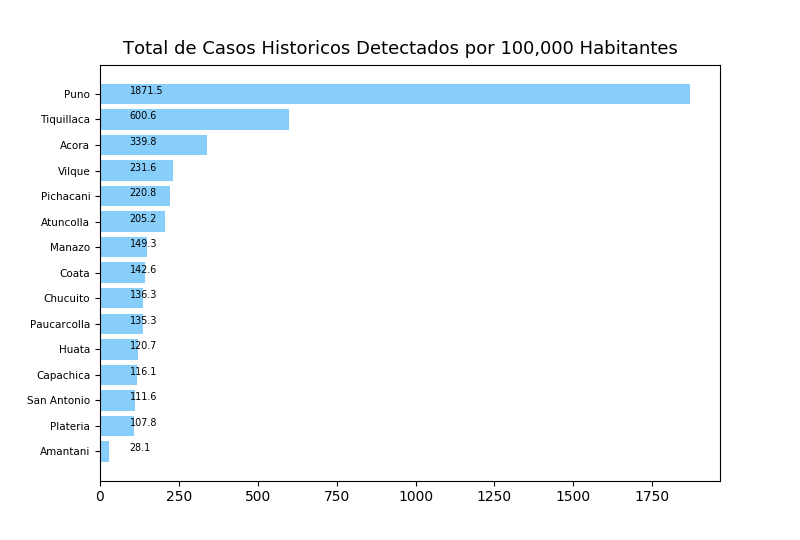 Total de Casos Historicos Detectados por 100,000 Habitantes
Puno 1871.5
Tiquillaca 600.6
Acora 339.8
Vilque 231.6
Pichacani 220.8
Atuncolla 205.2
Manazo 149.3
Coata 142.6
Chucuito 136.3
Paucarcolla 135.3
Huata 120.7
Capachica 116.1
San Antonio 111.6
Plateria 107.8
Amantani 28.1
0 250 500 750 1000 1250 1500 1750